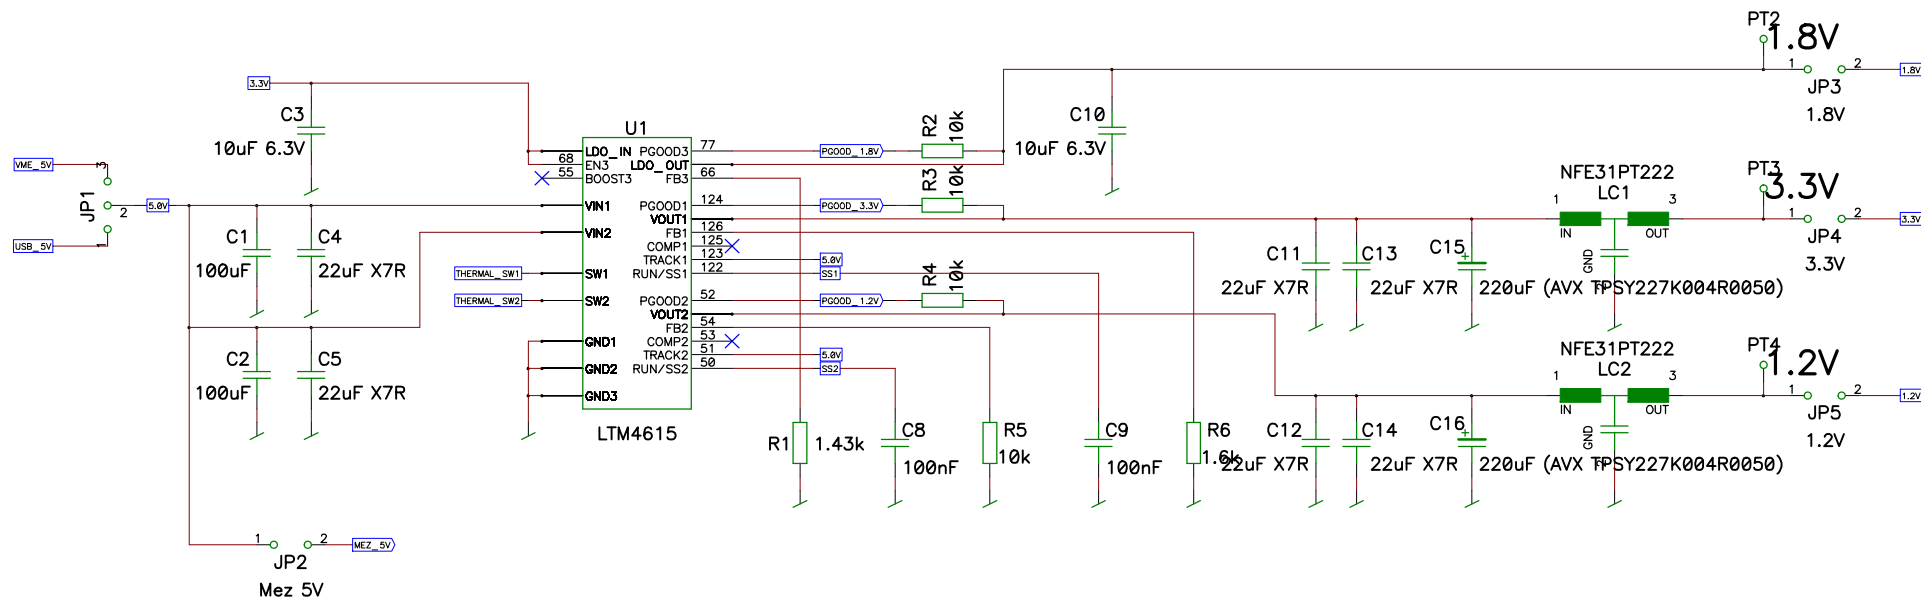 PT2
1.8V
1 2
1.8V
JP3
1.8V
3.3V
C3
10uF 6.3V
U1
R2
10k
C10
10uF 6.3V
LDO_IN PGOOD3 77
68 EN3 LDO_OUT
55 BOOST3 FB3 66
PGOOD_1.8V
VME_5V
3
JP1
2
5.0V
1
USB_5V
R3
10k
VIN1 PGOOD1 124
PGOOD_3.3V
VOUT1
VIN2 FB1 126
COMP1 125
TRACK1 123
5.0V
SW1 RUN/SS1 122
SS1
THERMAL_SW1
THERMAL_SW2
R4
10k
SW2 PGOOD2 52
PGOOD_1.2V
VOUT2
FB2 54
GND1 COMP2 53
TRACK2 51
5.0V
GND2 RUN/SS2 50
SS2
GND3
LTM4615
C1
100uF
C4
22uF X7R
C2
100uF
C5
22uF X7R
NFE31PT222
LC1
1 3
IN OUT
GND
2
PT3
3.3V
1 2
3.3V
JP4
3.3V
C11
22uF X7R
C13
22uF X7R
C15
+
220uF (AVX TPSY227K004R0050)
NFE31PT222
LC2
1 3
IN OUT
GND
2
PT4
1.2V
1 2
1.2V
JP5
1.2V
R1 1.43k
C8
100nF
R5
10k
C9
100nF
R6
1.6k
C12
22uF X7R
C14
22uF X7R
C16
+
220uF (AVX TPSY227K004R0050)
1 2
MEZ_5V
JP2
Mez 5V